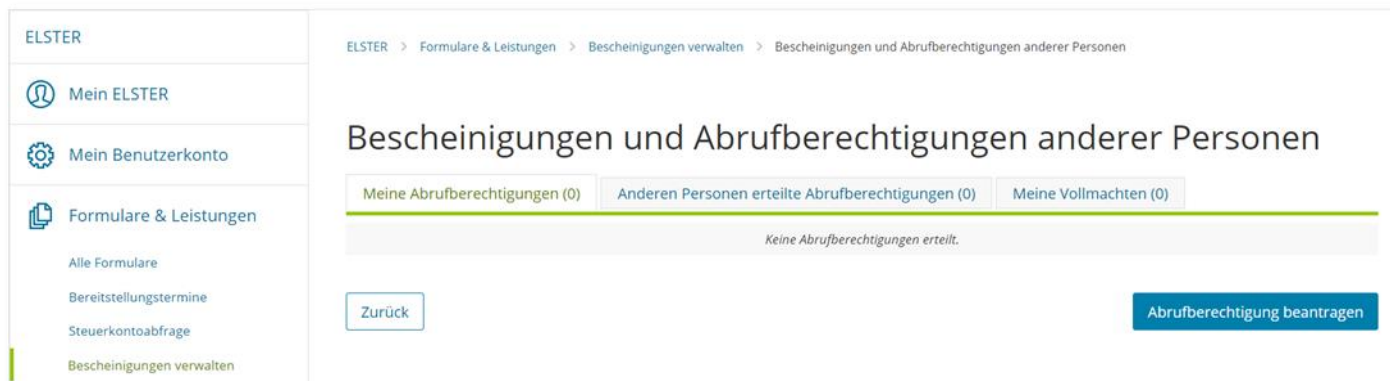 ELSTER
Mein ELSTER
Mein Benutzerkonto
Formulare & Leistungen
Alle Formulare
Bereitstellungstermine
Steuerkontoabfrage
Bescheinigungen verwalten
ELSTER > Formulare & Leistungen > Bescheinigungen verwalten > Bescheinigungen und Abrufberechtigungen anderer Personen
Bescheinigungen und Abrufberechtigungen anderer Personen
Meine Abrufberechtigungen (0) Anderen Personen erteilte Abrufberechtigungen (0) Meine Vollmachten (0)
Keine Abrufberechtigungen erteilt.
Zurück Abrufberechtigung beantragen